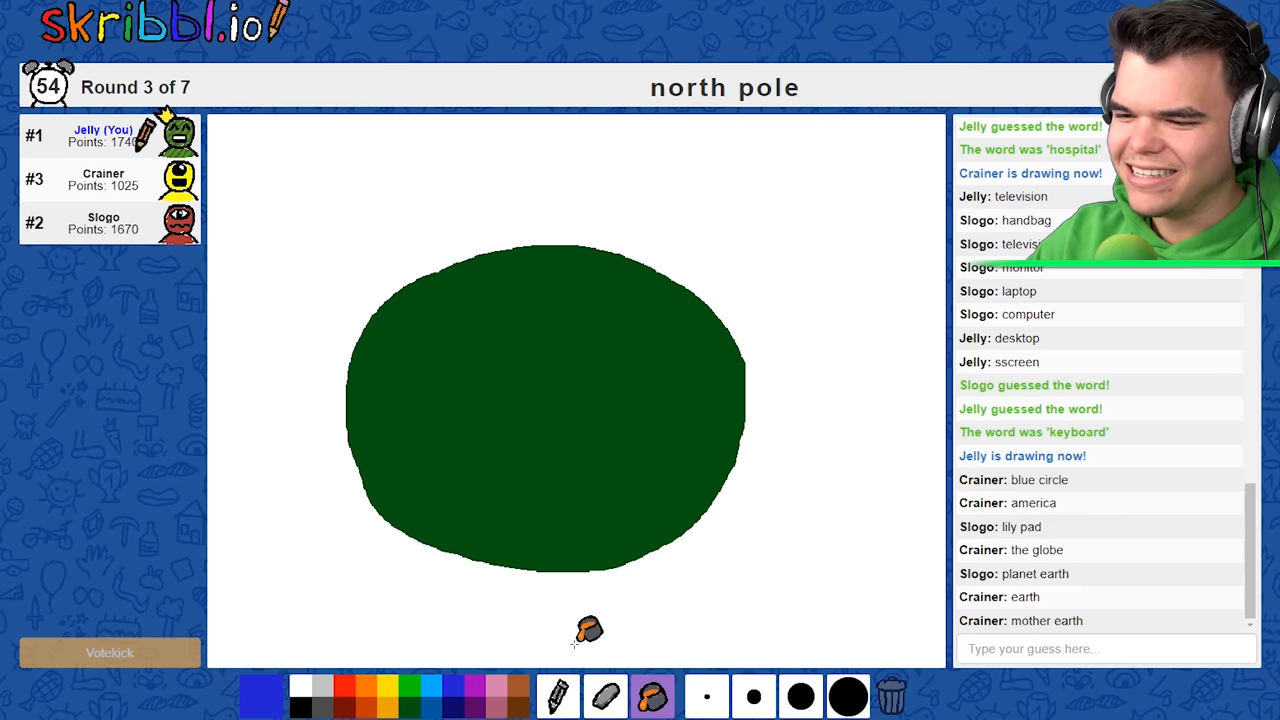 skribbl.io
54
Round 3 of 7
north pole
#1
Jelly (You)
Points: 1740
#3
Crainer
Points: 1025
#2
Slogo
Points: 1670
Jelly guessed the word!
The word was 'hospital'
Crainer is drawing now!
Jelly: television
Slogo: handbag
Slogo:
Slogo: monitor
Slogo: laptop
Slogo: computer
Jelly: desktop
Jelly: sscreen
Slogo guessed the word!
Jelly guessed the word!
The word was 'keyboard'
Jelly is drawing now!
Crainer: blue circle
Crainer: america
Slogo: lily pad
Crainer: the globe
Slogo: planet earth
Crainer: earth
Crainer: mother earth
Type your guess here...
Votekick